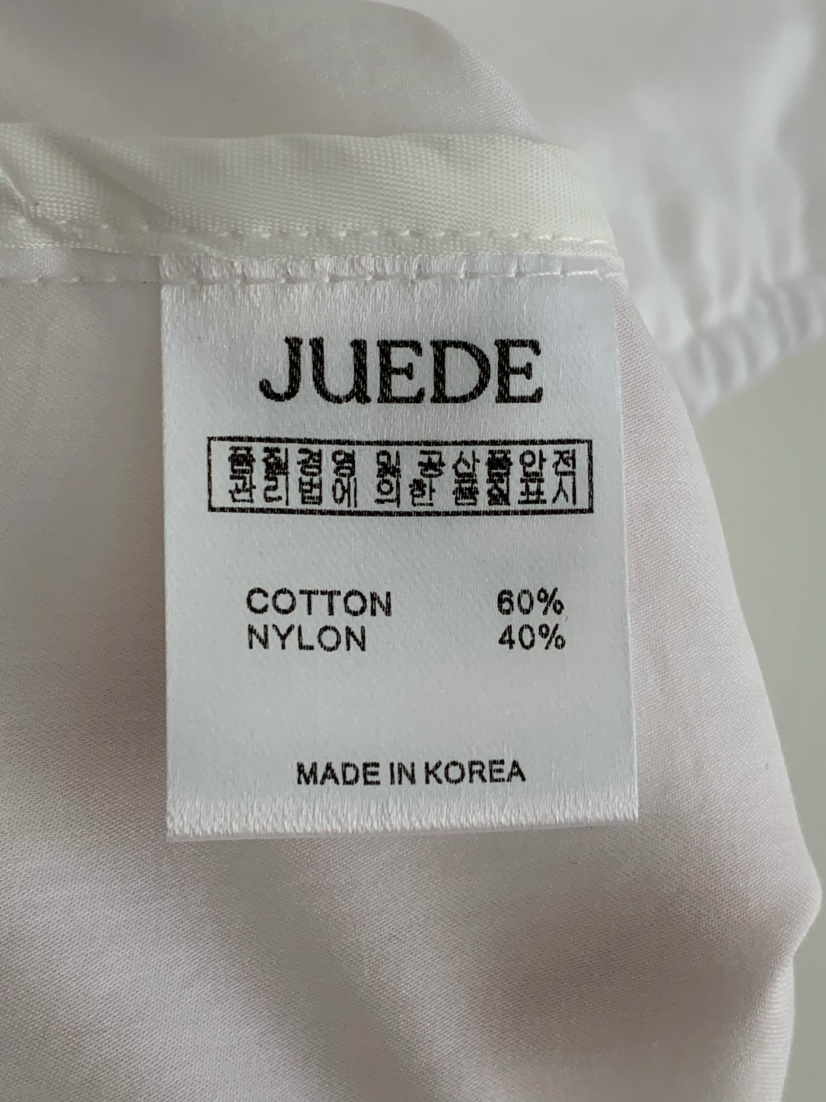 JUEDE
품질경영 및 공산품안전
관리법에 의한 품질표시
COTTON 60%
NYLON 40%
MADE IN KOREA